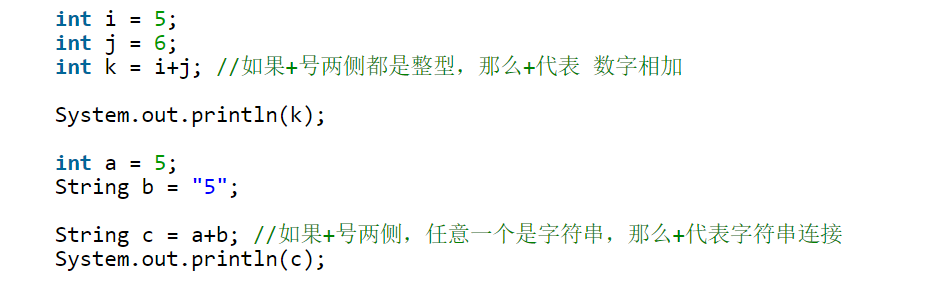 int i = 5;
int j = 6;
int k = i+j; //如果+号两侧都是整型，那么+代表 数字相加
System.out.println(k);
int a = 5;
String b = "5";
String c = a+b; //如果+号两侧，任意一个是字符串，那么+代表字符串连接
System.out.println(c);